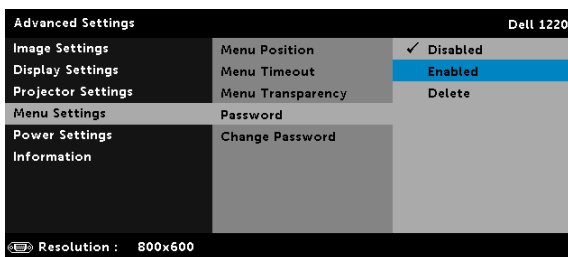 Advanced Settings Dell 1220
Image Settings Menu Position ✓ Disabled
Display Settings Menu Timeout Enabled
Projector Settings Menu Transparency Delete
Menu Settings Password
Power Settings Change Password
Information
Resolution : 800x600